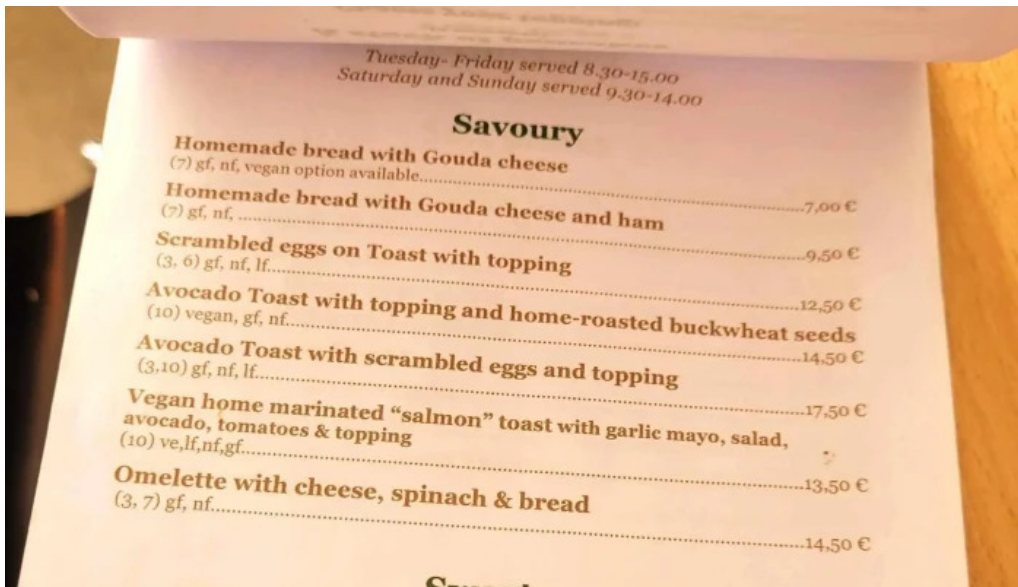 Tuesday- Friday served 8.30-15.00
Saturday and Sunday served 9.30-14.00
Savoury
Homemade bread with Gouda cheese
(7) gf, nf, vegan option available...............7,00 €
Homemade bread with Gouda cheese and ham
(7) gf, nf, ...............9,50 €
Scrambled eggs on Toast with topping
(3, 6) gf, nf, lf...............12,50 €
Avocado Toast with topping and home-roasted buckwheat seeds
(10) vegan, gf, nf...............14,50 €
Avocado Toast with scrambled eggs and topping
(3,10) gf, nf, lf...............17,50 €
Vegan home marinated “salmon” toast with garlic mayo, salad,
avocado, tomatoes & topping
(10) ve,lf,nf,gf...............13,50 €
Omelette with cheese, spinach & bread
(3, 7) gf, nf...............14,50 €